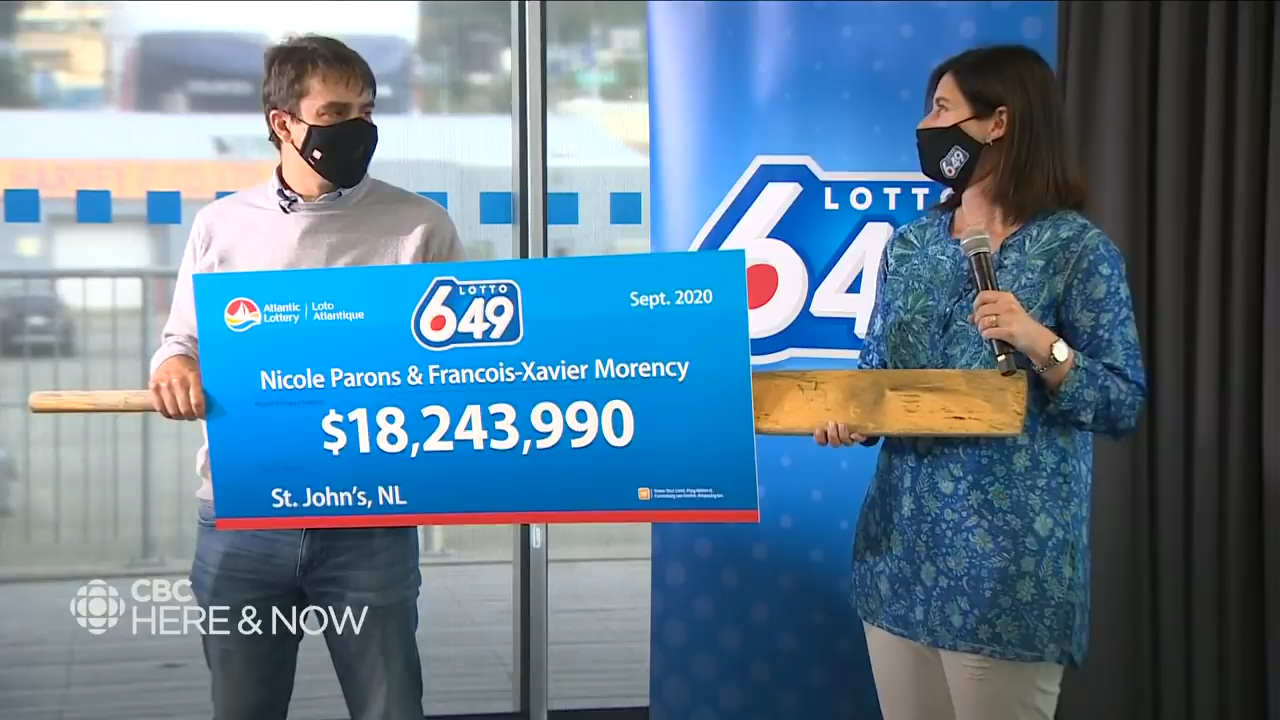 LOTTO
649
Atlantic Lottery
Loto Atlantique
LOTTO
649
Sept. 2020
649
Nicole Parons & Francois-Xavier Morency
$18,243,990
St. John's, NL
CBC
HERE & NOW